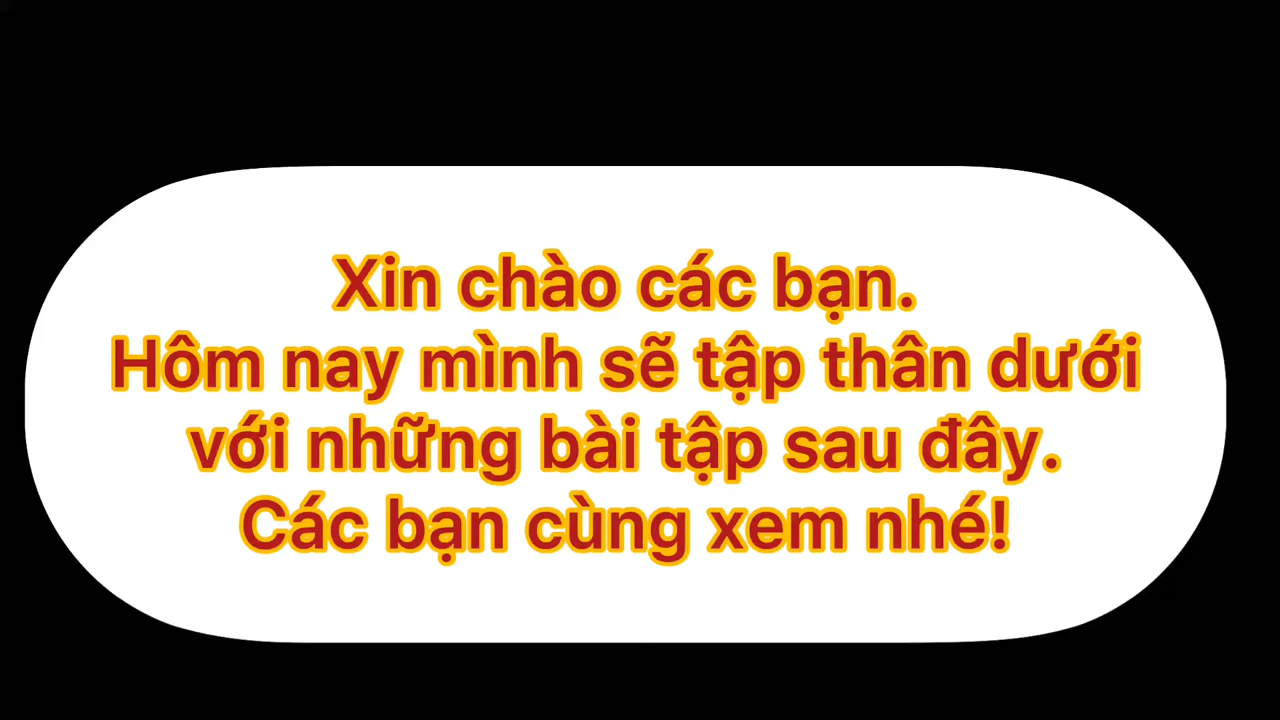 Xin chào các bạn.
Hôm nay mình sẽ tập thân dưới
với những bài tập sau đây.
Các bạn cùng xem nhé!